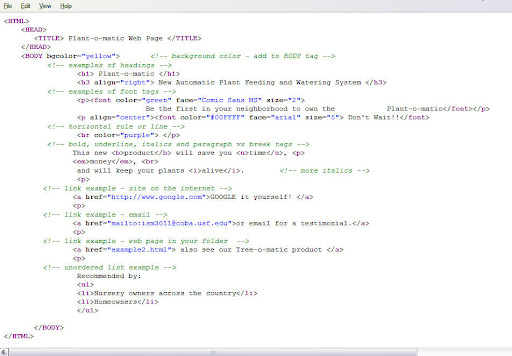 File Edit View Help
<HTML>
<HEAD>
<TITLE> Plant-o-matic Web Page </TITLE>
</HEAD>
<BODY bgcolor="yellow"> <!-- background color - add to BODY tag -->
<!-- examples of headings -->
<h1> Plant-o-matic </h1>
<h3 align="right"> New Automatic Plant Feeding and Watering System </h3>
<!-- examples of font tags -->
<p><font color="green" face="Comic Sans MS" size="2">
Be the first in your neighborhood to own the Plant-o-matic</font></p>
<p align="center"><font color="#00FFFF" face="arial" size="5"> Don't Wait!!</font>
<!-- horizontal rule or line -->
<hr color="purple"> </p>
<!-- bold, underline, italics and paragraph vs break tags -->
This new <b>product</b> will save you <u>time</u>, <p>
<em>money</em>, <br>
and will keep your plants <i>alive</i>. <!-- more italics -->
<p>
<!-- link example - site on the internet -->
<a href="http://www.google.com">GOOGLE it yourself! </a>
<p>
<!-- link example - email -->
<a href="mailto:ism3011@coba.usf.edu">or email for a testimonial.</a>
<p>
<!-- link example - web page in your folder -->
<a href="example2.html"> also see our Tree-o-matic product </a>
<p>
<!-- unordered list example -->
Recommended by:
<ul>
<li>Nursery owners across the country</li>
<li>Homeowners</li>
</ul>
</BODY>
</HTML>